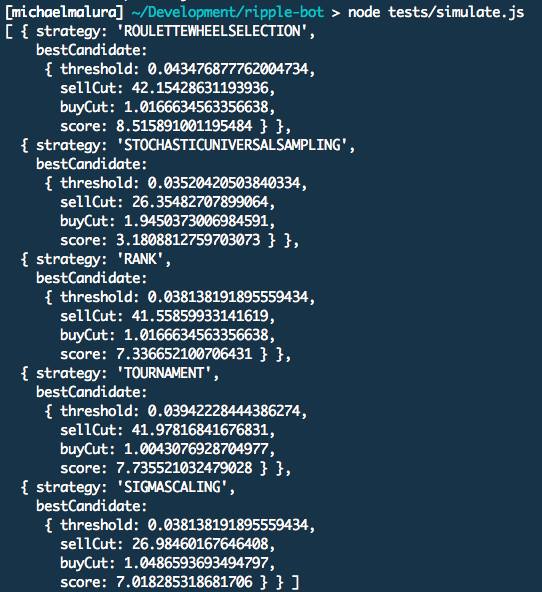 [michaelmalura] ~/Development/ripple-bot > node tests/simulate.js
[ { strategy: 'ROULETTEWHEELSELECTION',
bestCandidate:
{ threshold: 0.043476877762004734,
sellCut: 42.15428631193936,
buyCut: 1.0166634563356638,
score: 8.515891001195484 } },
{ strategy: 'STOCHASTICUNIVERSALSAMPLING',
bestCandidate:
{ threshold: 0.03520420503840334,
sellCut: 26.35482707899064,
buyCut: 1.9450373006984591,
score: 3.1808812759703073 } },
{ strategy: 'RANK',
bestCandidate:
{ threshold: 0.038138191895559434,
sellCut: 41.55859933141619,
buyCut: 1.0166634563356638,
score: 7.336652100706431 } },
{ strategy: 'TOURNAMENT',
bestCandidate:
{ threshold: 0.03942228444386274,
sellCut: 41.97816841676831,
buyCut: 1.0043076928704977,
score: 7.735521032479028 } },
{ strategy: 'SIGMASCALING',
bestCandidate:
{ threshold: 0.038138191895559434,
sellCut: 26.98460167646408,
buyCut: 1.0486593693494797,
score: 7.018285318681706 } } ]